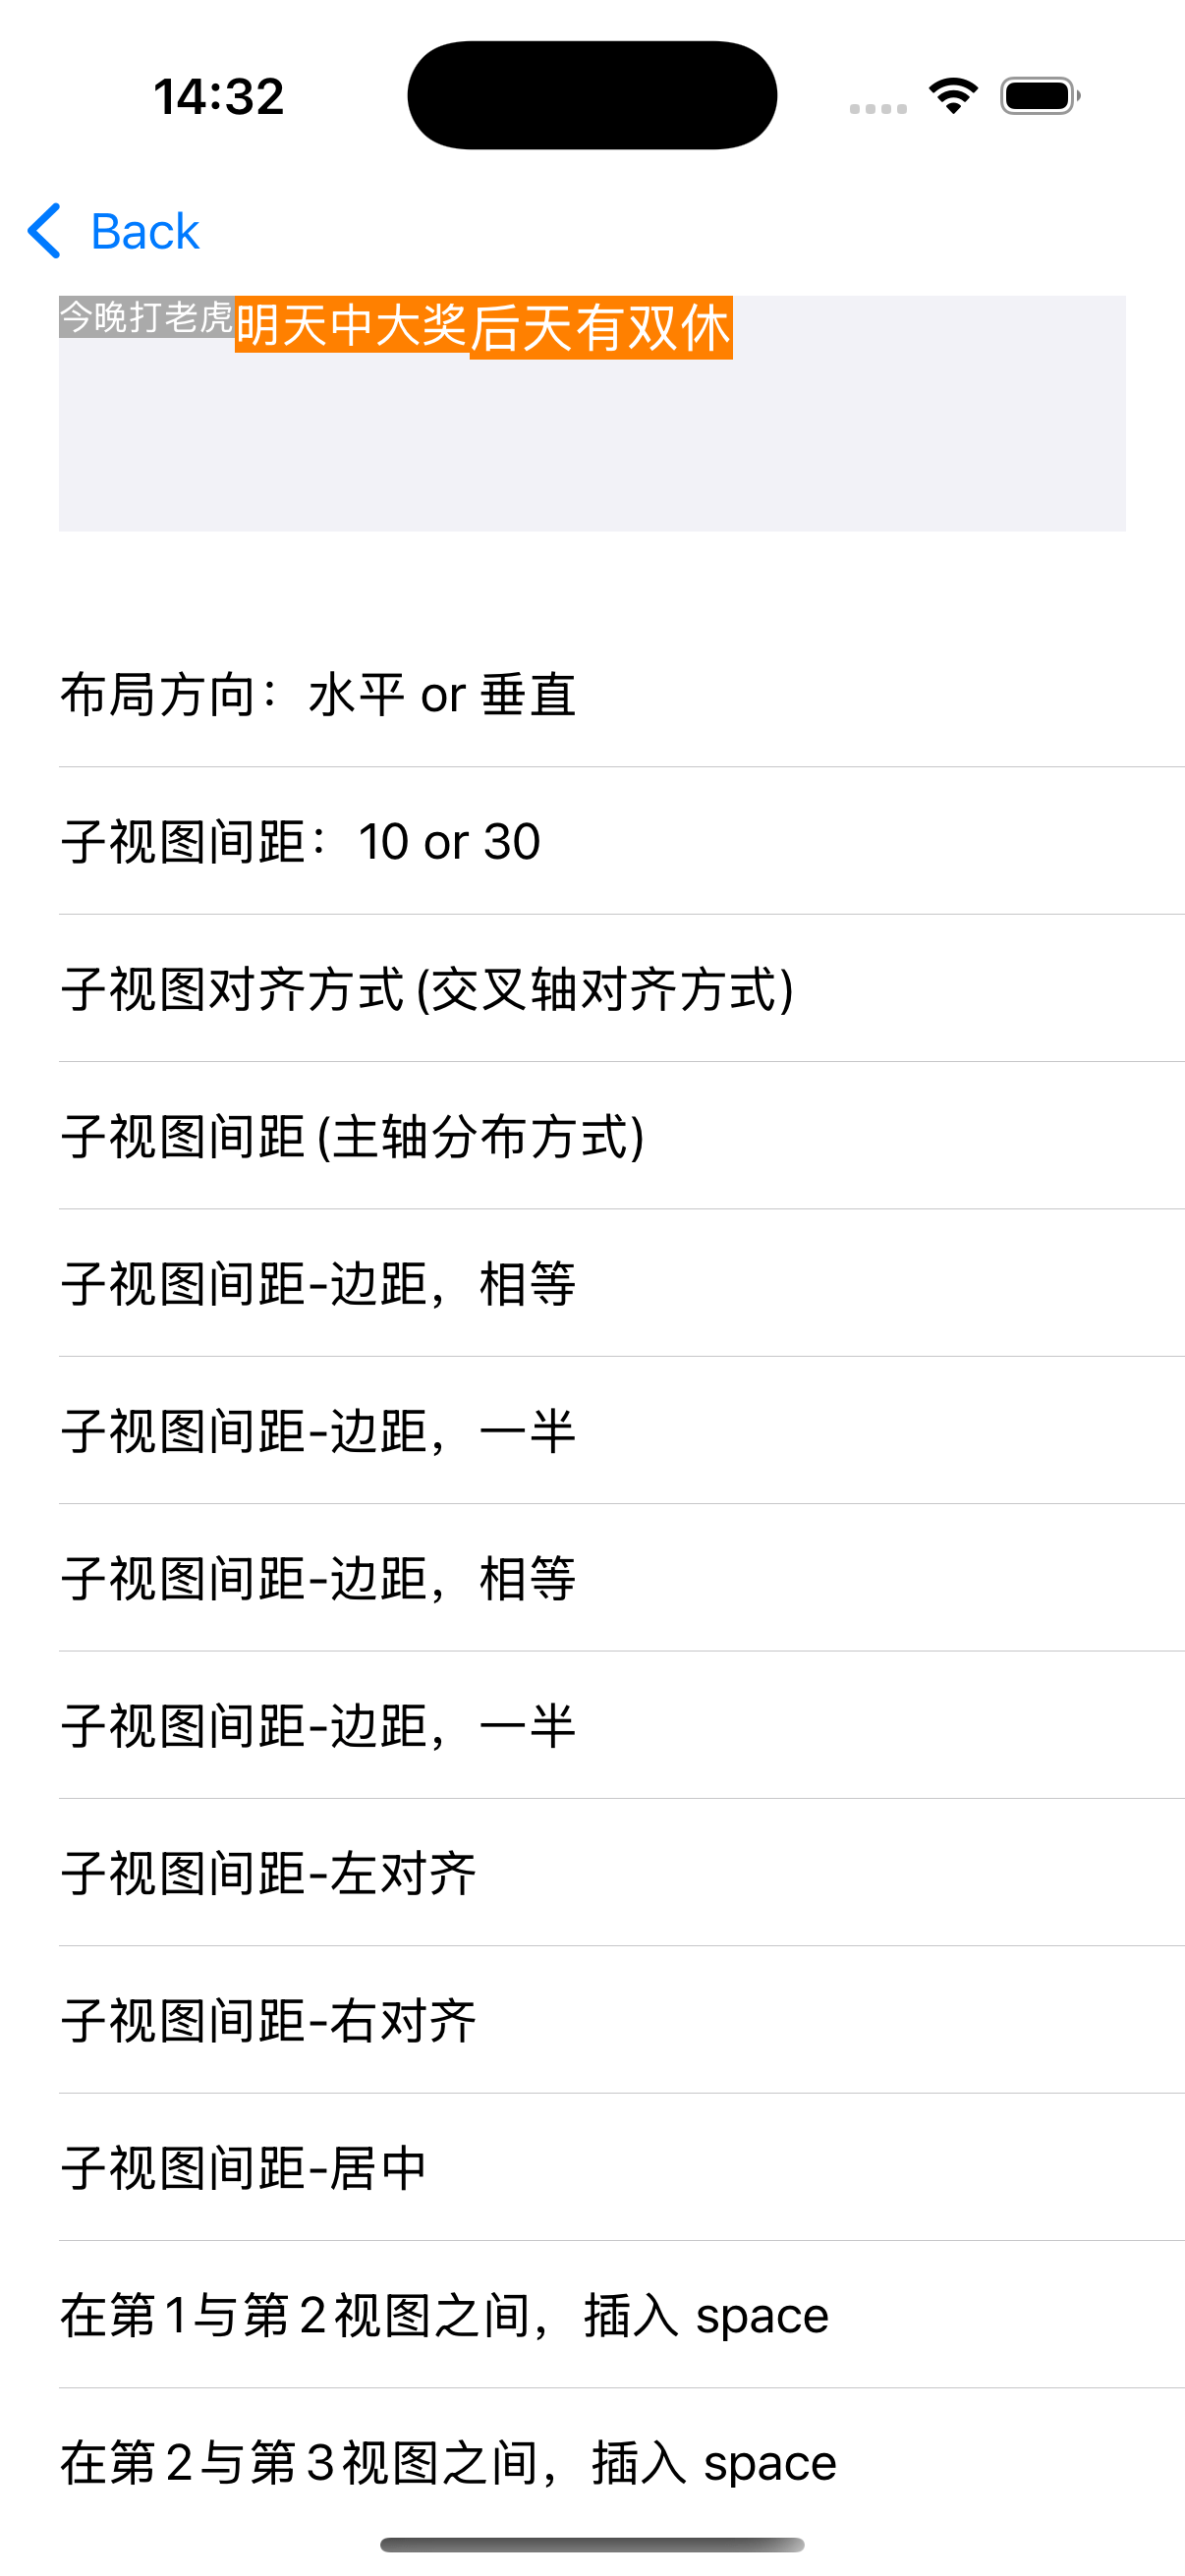 14:32
Back
今晚打老虎明天中大奖后天有双休
布局方向：水平 or 垂直
子视图间距：10 or 30
子视图对齐方式 (交叉轴对齐方式)
子视图间距 (主轴分布方式)
子视图间距-边距，相等
子视图间距-边距，一半
子视图间距-边距，相等
子视图间距-边距，一半
子视图间距-左对齐
子视图间距-右对齐
子视图间距-居中
在第1与第2视图之间，插入 space
在第2与第3视图之间，插入 space